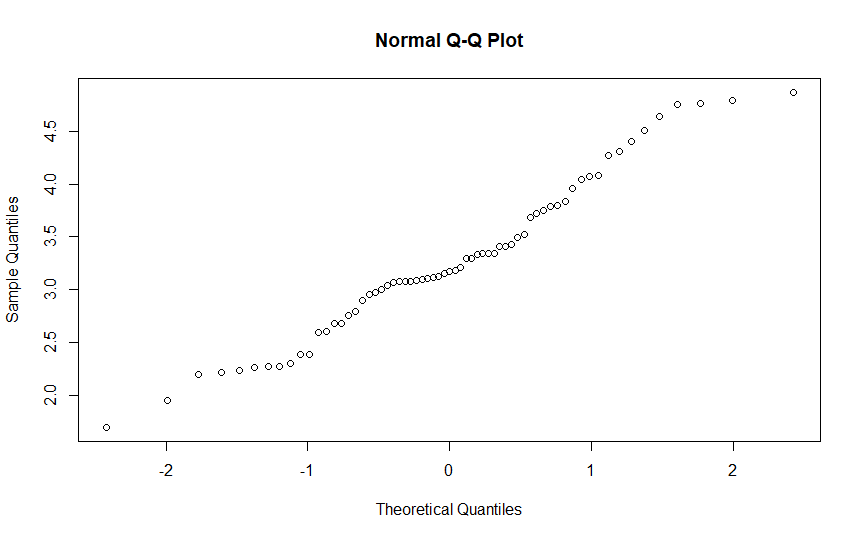 Normal Q-Q Plot
Sample Quantiles
4.5
4.0
3.5
3.0
2.5
2.0
-2 -1 0 1 2
Theoretical Quantiles